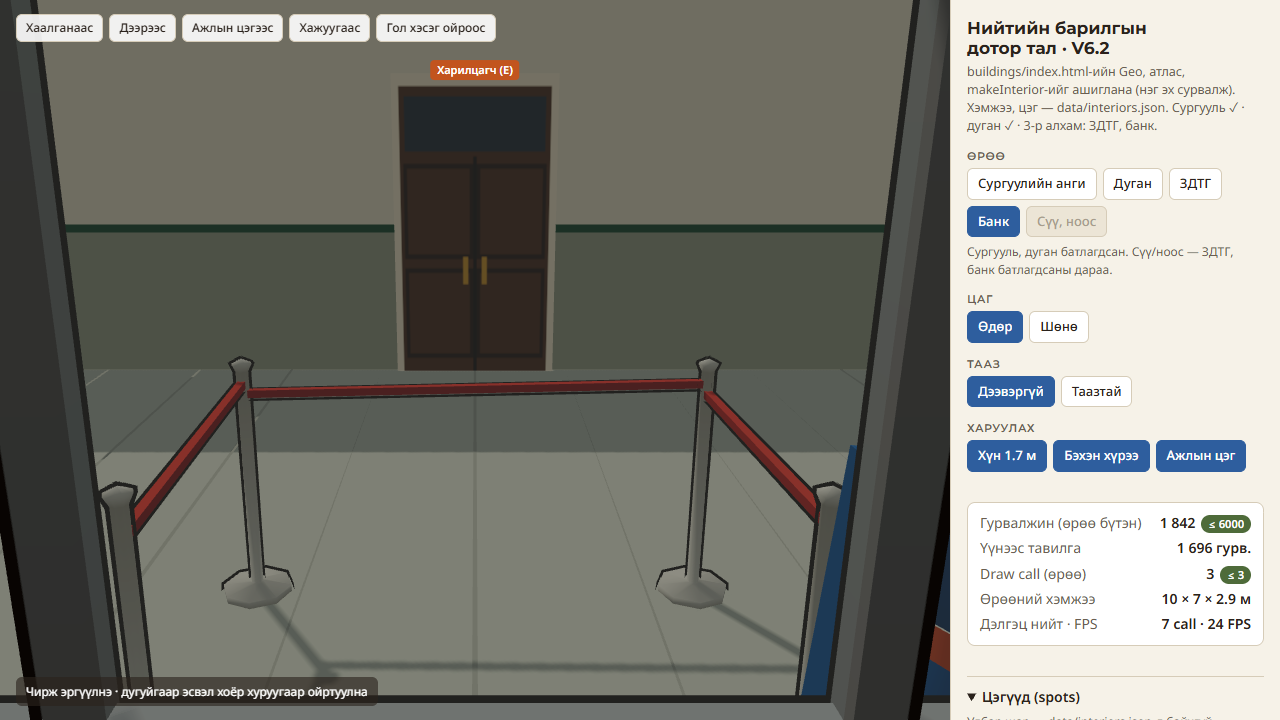 Хаалганаас
Дээрээс
Ажлын цэгээс
Хажуугаас
Гол хэсэг ойроос
Харилцагч (E)
Чирж эргүүлнэ · дугуйгаар эсвэл хоёр хуруугаар ойртуулна
Нийтийн барилгын
дотор тал · V6.2
buildings/index.html-ийн Geo, атлас,
makeInterior-ийг ашиглана (нэг эх сурвалж).
Хэмжээ, цэг — data/interiors.json. Сургууль ✓ ·
дуган ✓ · 3-р алхам: ЗДТГ, банк.
ӨРӨӨ
Сургуулийн анги
Дуган
ЗДТГ
Банк
Сүү, ноос
Сургууль, дуган батлагдсан. Сүү/ноос — ЗДТГ,
банк батлагдсаны дараа.
ЦАГ
Өдөр
Шөнө
ТААЗ
Дээвэргүй
Таазтай
ХАРУУЛАХ
Хүн 1.7 м
Бэхэн хүрээ
Ажлын цэг
Гурвалжин (өрөө бүтэн) 1 842 ≤ 6000
Үүнээс тавилга 1 696 гурв.
Draw call (өрөө) 3 ≤ 3
Өрөөний хэмжээ 10 × 7 × 2.9 м
Дэлгэц нийт · FPS 7 call · 24 FPS
▼ Цэгүүд (spots)